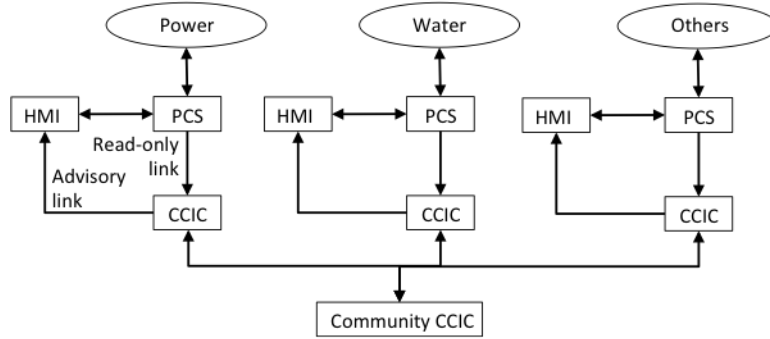 Power
Water
Others
HMI
PCS
HMI
PCS
HMI
PCS
Read-only
link
Advisory
link
CCIC
CCIC
CCIC
Community CCIC